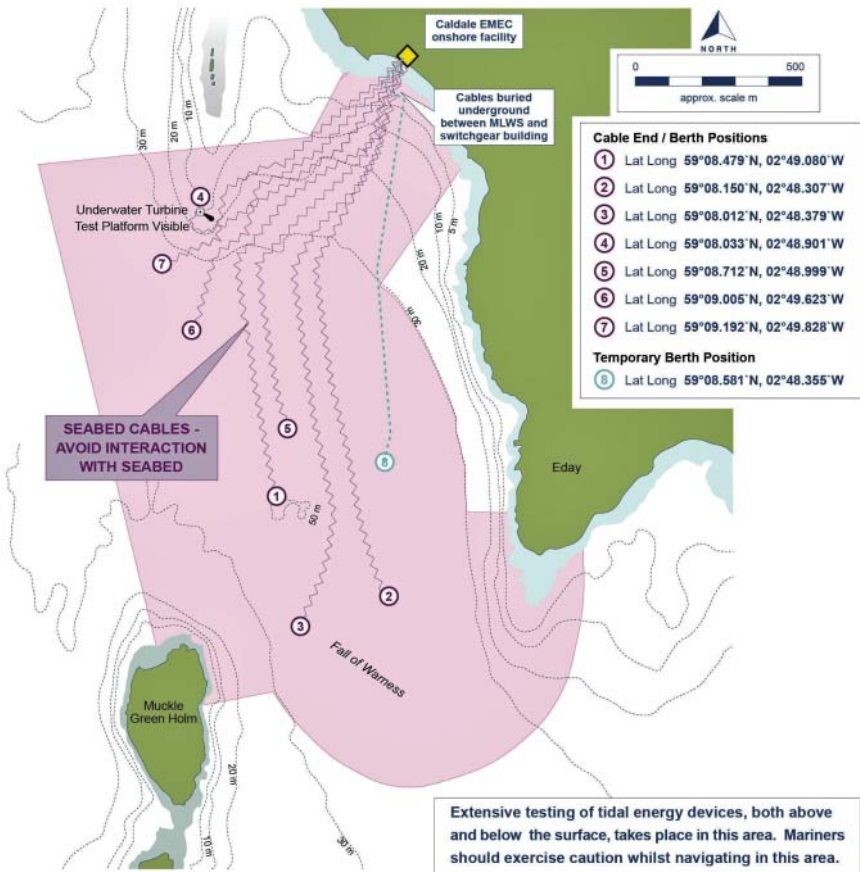 Caldale EMEC
onshore facility
NORTH
0 500
approx. scale m
Cables buried
underground
between MLWS and
switchgear building
Cable End / Berth Positions
1 Lat Long 59°08.479`N, 02°49.080`W
2 Lat Long 59°08.150`N, 02°48.307`W
3 Lat Long 59°08.012`N, 02°48.379`W
4 Lat Long 59°08.033`N, 02°48.901`W
5 Lat Long 59°08.712`N, 02°48.999`W
6 Lat Long 59°09.005`N, 02°49.623`W
7 Lat Long 59°09.192`N, 02°49.828`W
Temporary Berth Position
8 Lat Long 59°08.581`N, 02°48.355`W
30 m
20 m
10 m
4
Underwater Turbine
Test Platform Visible
7
6
5 m
10 m
20 m
30 m
SEABED CABLES -
AVOID INTERACTION
WITH SEABED
5
8
Eday
1
50 m
2
3
Fall of Warness
Muckle
Green Holm
20 m
10 m
30 m
Extensive testing of tidal energy devices, both above
and below the surface, takes place in this area. Mariners
should exercise caution whilst navigating in this area.